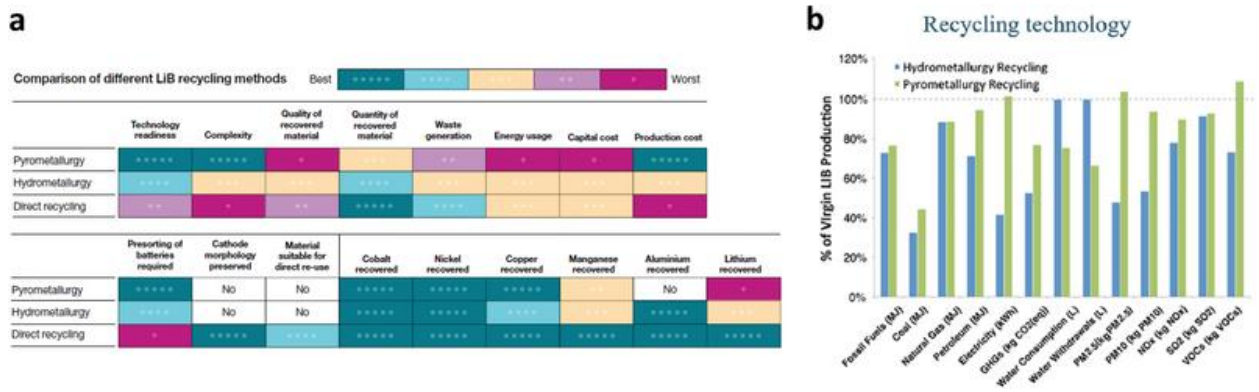 a
Comparison of different LiB recycling methods Best ***** **** *** ** * Worst
Technology readiness Complexity Quality of recovered material Quantity of recovered material Waste generation Energy usage Capital cost Production cost
Pyrometallurgy ***** ***** * *** ** * * *****
Hydrometallurgy **** *** *** **** *** *** *** ***
Direct recycling ** * ** ***** **** *** *** *
Presorting of batteries required Cathode morphology preserved Material suitable for direct re-use Cobalt recovered Nickel recovered Copper recovered Manganese recovered Aluminium recovered Lithium recovered
Pyrometallurgy ***** No No ***** ***** ***** *** No *
Hydrometallurgy **** No No ***** ***** **** *** ***** ***
Direct recycling * ***** **** ***** ***** ***** ***** ***** *****
b
Recycling technology
120%
100%
80%
60%
40%
20%
0%
% of Virgin LIB Production
Hydrometallurgy Recycling
Pyrometallurgy Recycling
Fossil Fuels (MJ)
Coal (MJ)
Natural Gas (MJ)
Petroleum (MJ)
Electricity (kWh)
GHGs (kg CO2(eq))
Water Consumption (L)
Water Withdrawals (L)
PM2.5(kg PM2.5)
PM10 (kg PM10)
NOx (kg NOx)
SO2 (kg SO2)
VOCs (kg VOCs)